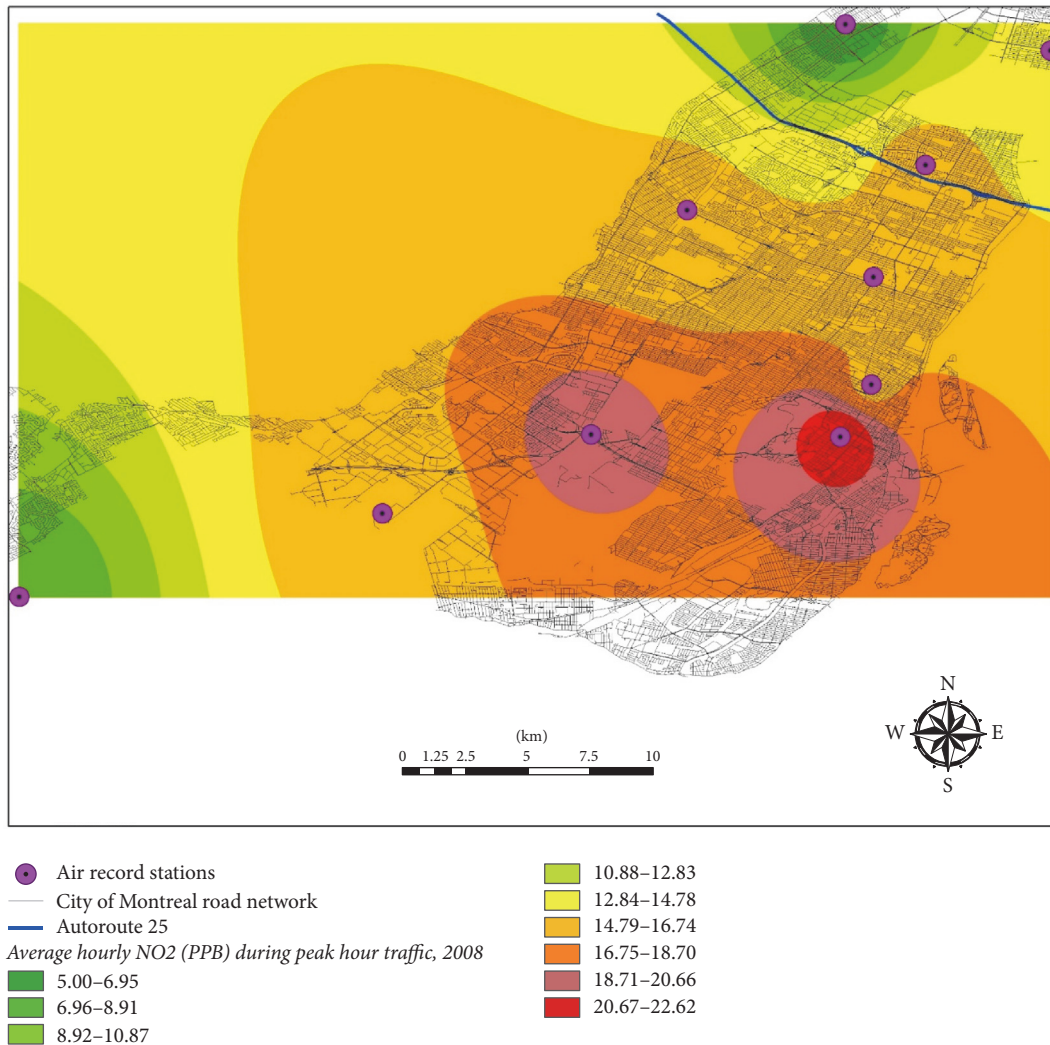 N
W E
S
(km)
0 1.25 2.5 5 7.5 10
Air record stations
City of Montreal road network
Autoroute 25
Average hourly NO2 (PPB) during peak hour traffic, 2008
5.00–6.95
6.96–8.91
8.92–10.87
10.88–12.83
12.84–14.78
14.79–16.74
16.75–18.70
18.71–20.66
20.67–22.62